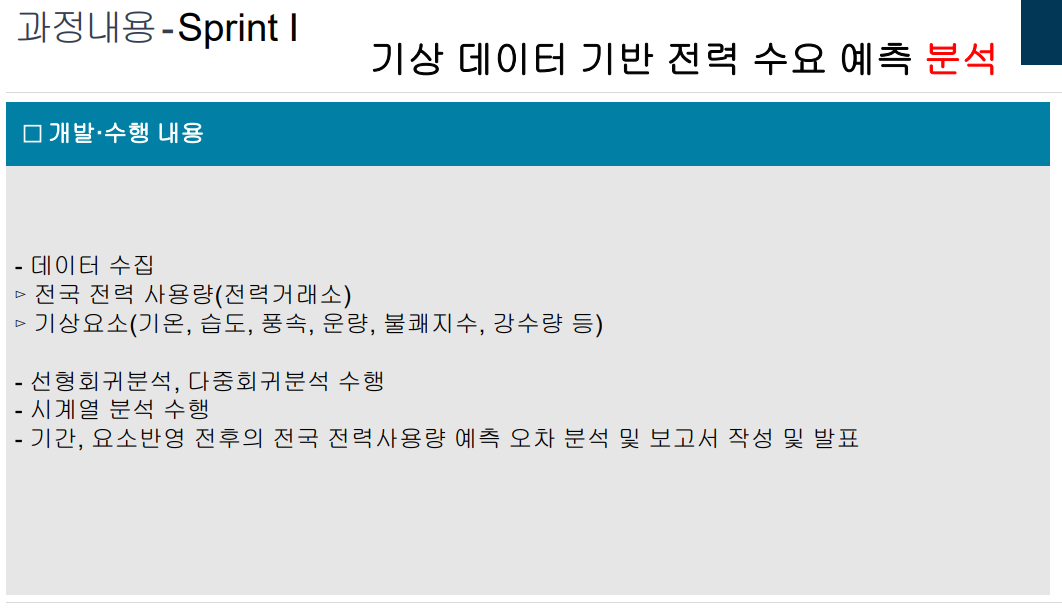 과정내용-Sprint I
기상 데이터 기반 전력 수요 예측 분석
□ 개발·수행 내용
- 데이터 수집
▻ 전국 전력 사용량(전력거래소)
▻ 기상요소(기온, 습도, 풍속, 운량, 불쾌지수, 강수량 등)
- 선형회귀분석, 다중회귀분석 수행
- 시계열 분석 수행
- 기간, 요소반영 전후의 전국 전력사용량 예측 오차 분석 및 보고서 작성 및 발표